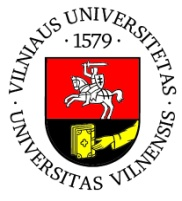 VILNIAUS UNIVERSITETAS
· 1579 ·
UNIVERSITAS VILNENSIS